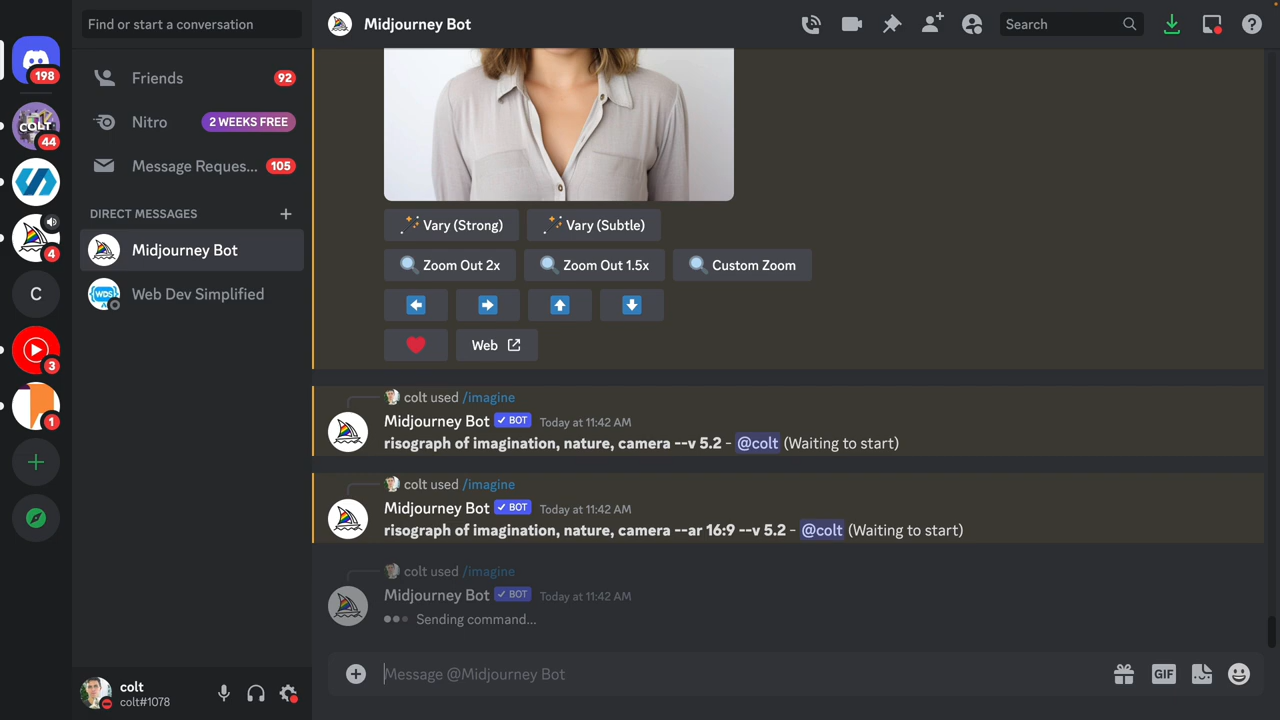 Find or start a conversation
198
Friends
92
Nitro
2 WEEKS FREE
Message Reques...
105
DIRECT MESSAGES
Midjourney Bot
Web Dev Simplified
COLT
44
4
C
3
1
WDS
colt
colt#1078
Midjourney Bot
Search
Vary (Strong)
Vary (Subtle)
Zoom Out 2x
Zoom Out 1.5x
Custom Zoom
Web
colt used /imagine
Midjourney Bot ✓ BOT Today at 11:42 AM
risograph of imagination, nature, camera --v 5.2 - @colt (Waiting to start)
colt used /imagine
Midjourney Bot ✓ BOT Today at 11:42 AM
risograph of imagination, nature, camera --ar 16:9 --v 5.2 - @colt (Waiting to start)
colt used /imagine
Midjourney Bot ✓ BOT Today at 11:42 AM
Sending command...
Message @Midjourney Bot
GIF